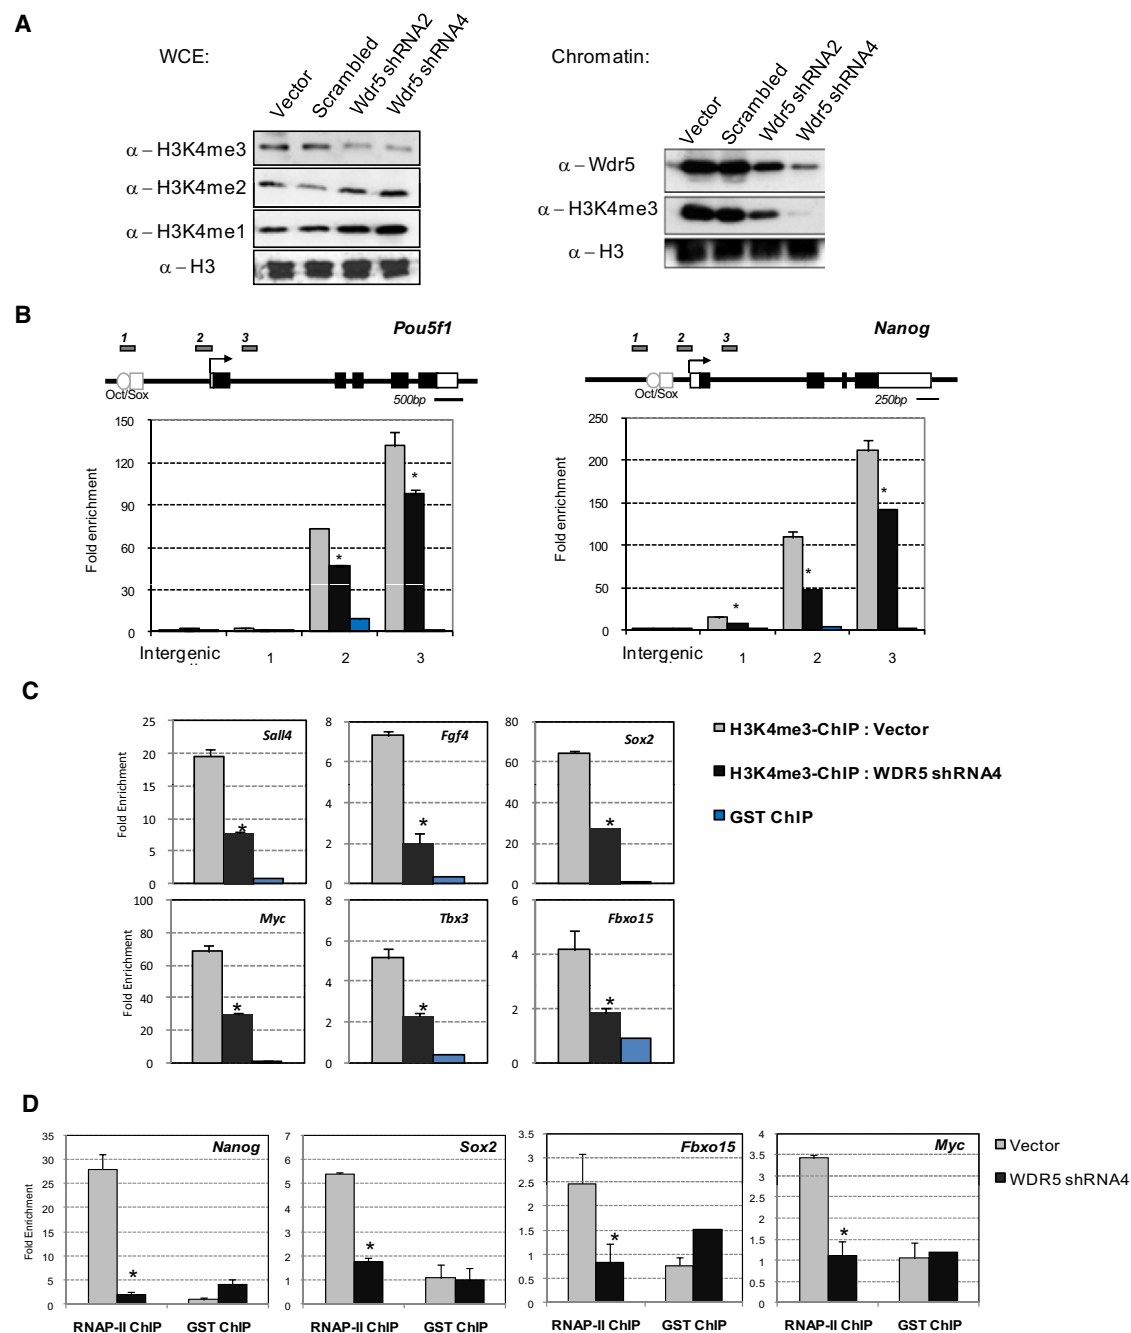 A
WCE:
Vector
Scrambled
Wdr5 shRNA2
Wdr5 shRNA4
α – H3K4me3
α – H3K4me2
α – H3K4me1
α – H3
Chromatin:
Vector
Scrambled
Wdr5 shRNA2
Wdr5 shRNA4
α – Wdr5
α – H3K4me3
α – H3
B
Pou5f1
1 2 3
Oct/Sox
500bp
Fold enrichment
150
120
90
60
30
0
* *
Intergenic 1 2 3
Nanog
1 2 3
Oct/Sox
250bp
Fold enrichment
250
200
150
100
50
0
* * *
Intergenic 1 2 3
C
Fold Enrichment
25
20
15
10
5
0
Sall4
*
8
6
4
2
0
Fgf4
*
80
60
40
20
0
Sox2
*
H3K4me3-ChIP : Vector
H3K4me3-ChIP : WDR5 shRNA4
GST ChIP
Fold Enrichment
100
80
60
40
20
0
Myc
*
8
6
4
2
0
Tbx3
*
6
4
2
0
Fbxo15
*
D
Fold Enrichment
35
30
25
20
15
10
5
0
Nanog
*
RNAP-II ChIP GST ChIP
7
6
5
4
3
2
1
0
Sox2
*
RNAP-II ChIP GST ChIP
3.5
3
2.5
2
1.5
1
0.5
0
Fbxo15
*
RNAP-II ChIP GST ChIP
4
3.5
3
2.5
2
1.5
1
0.5
0
Myc
*
RNAP-II ChIP GST ChIP
Vector
WDR5 shRNA4